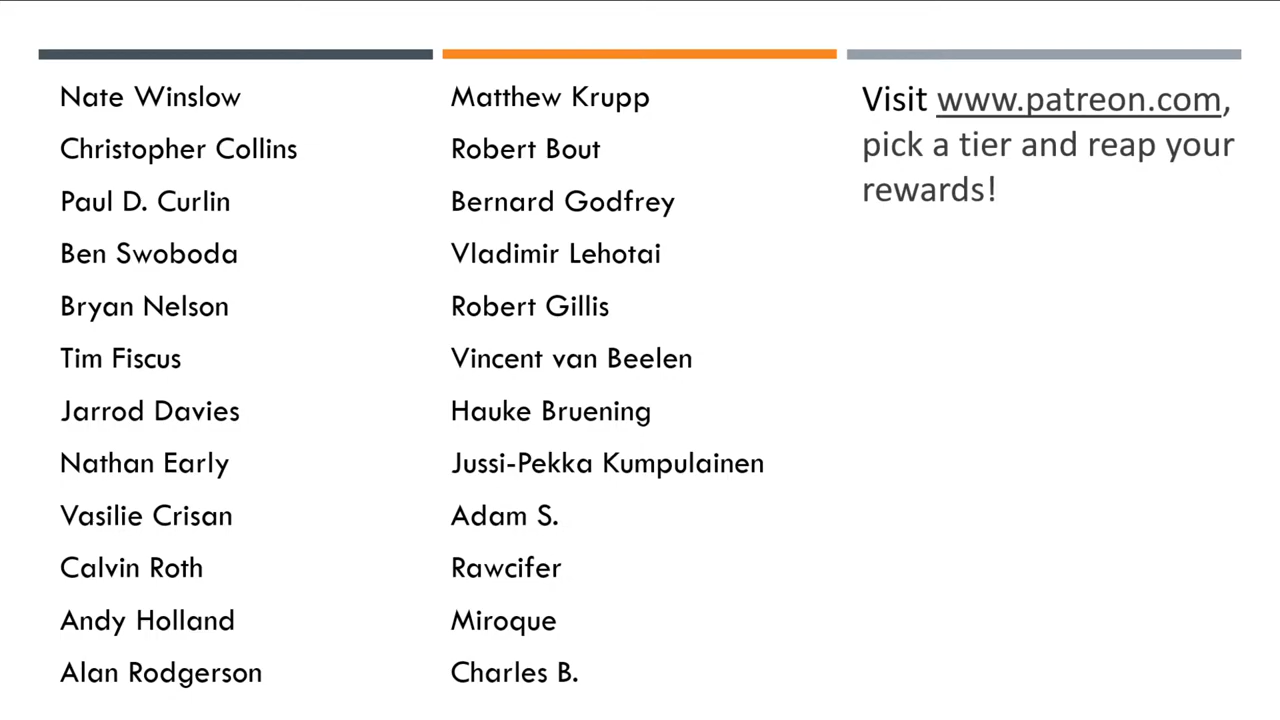 Nate Winslow
Christopher Collins
Paul D. Curlin
Ben Swoboda
Bryan Nelson
Tim Fiscus
Jarrod Davies
Nathan Early
Vasilie Crisan
Calvin Roth
Andy Holland
Alan Rodgerson
Matthew Krupp
Robert Bout
Bernard Godfrey
Vladimir Lehotai
Robert Gillis
Vincent van Beelen
Hauke Bruening
Jussi-Pekka Kumpulainen
Adam S.
Rawcifer
Miroque
Charles B.
Visit www.patreon.com,
pick a tier and reap your
rewards!